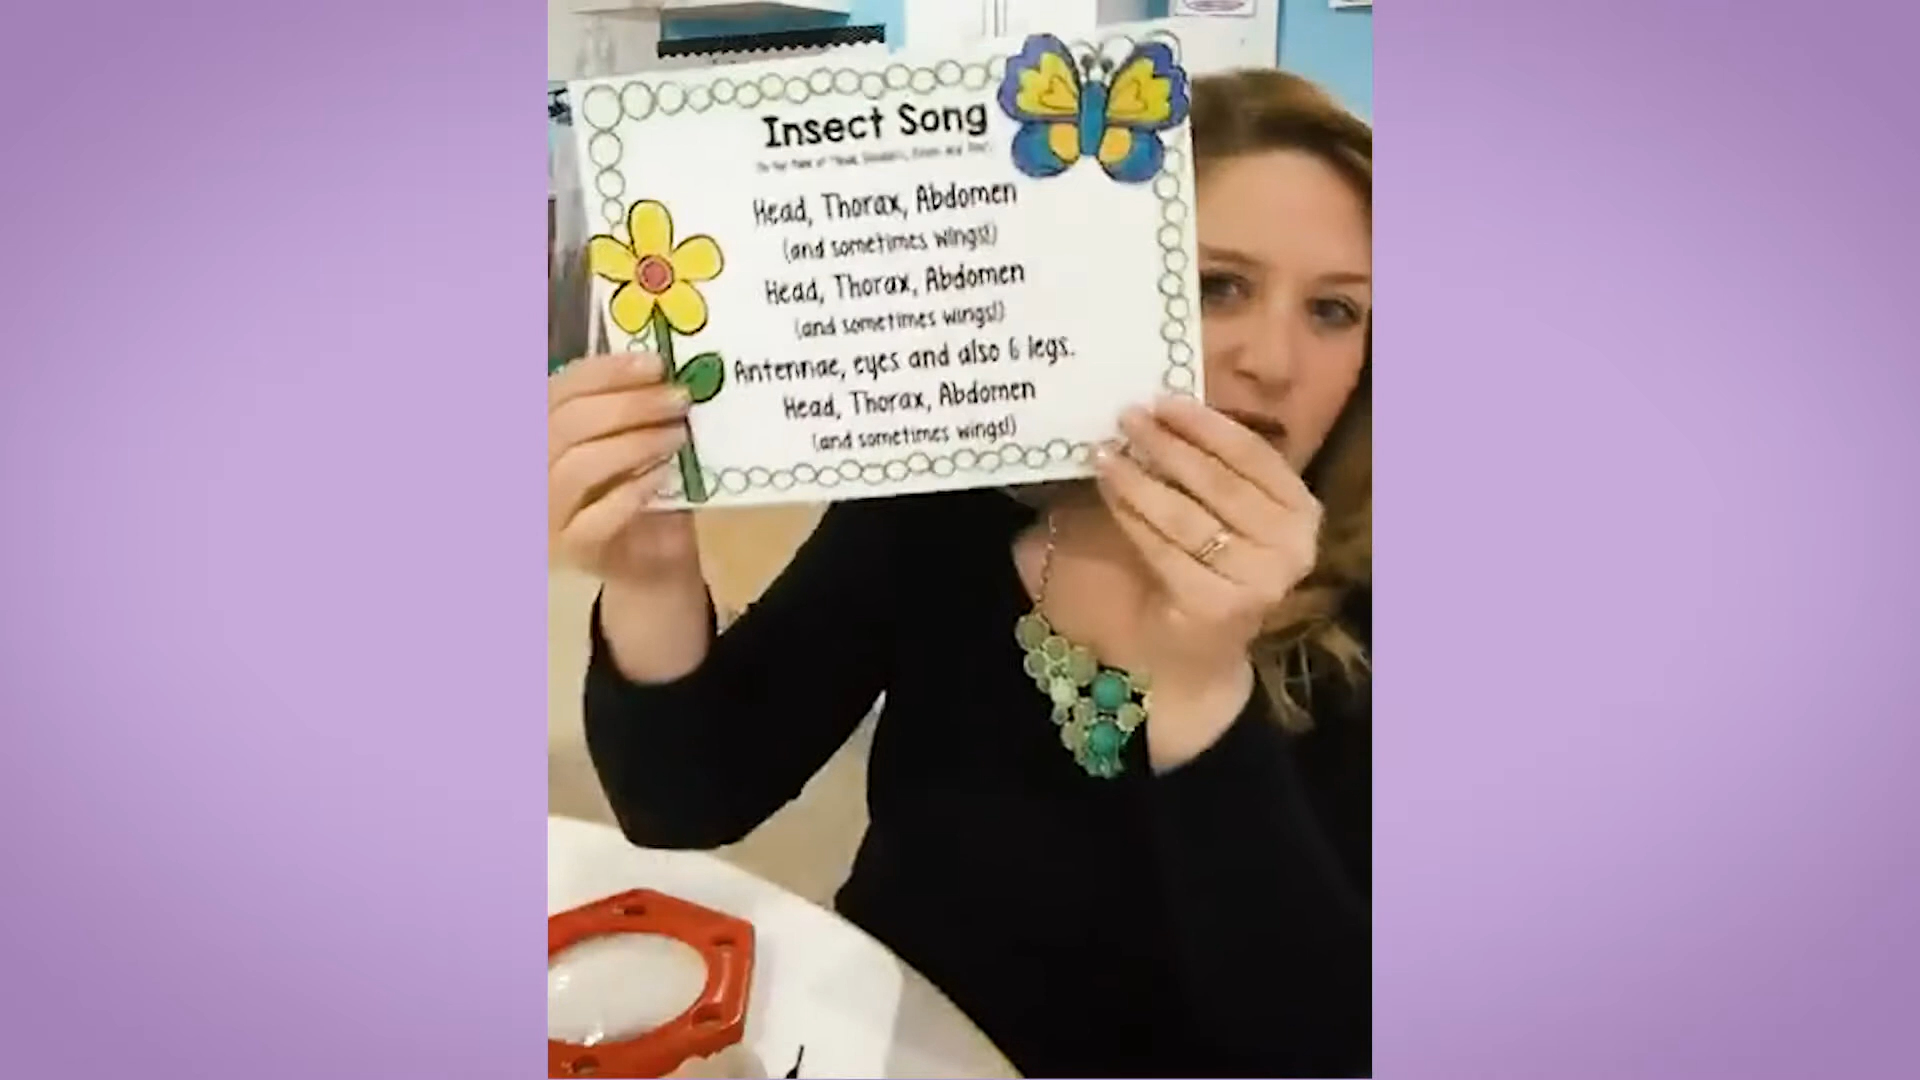 Insect Song
Head, Thorax, Abdomen
(and sometimes wings!)
Head, Thorax, Abdomen
(and sometimes wings!)
Antennae, eyes and also 6 legs.
Head, Thorax, Abdomen
(and sometimes wings!)